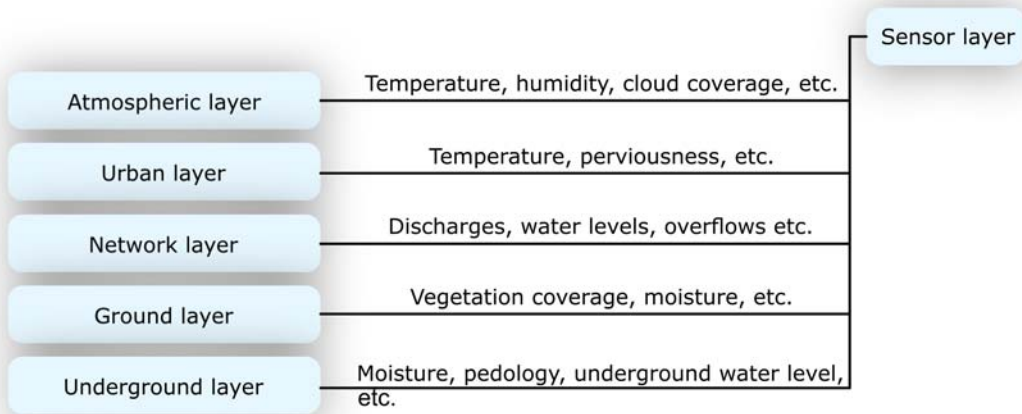 Sensor layer
Atmospheric layer
Temperature, humidity, cloud coverage, etc.
Urban layer
Temperature, perviousness, etc.
Network layer
Discharges, water levels, overflows etc.
Ground layer
Vegetation coverage, moisture, etc.
Underground layer
Moisture, pedology, underground water level,
etc.